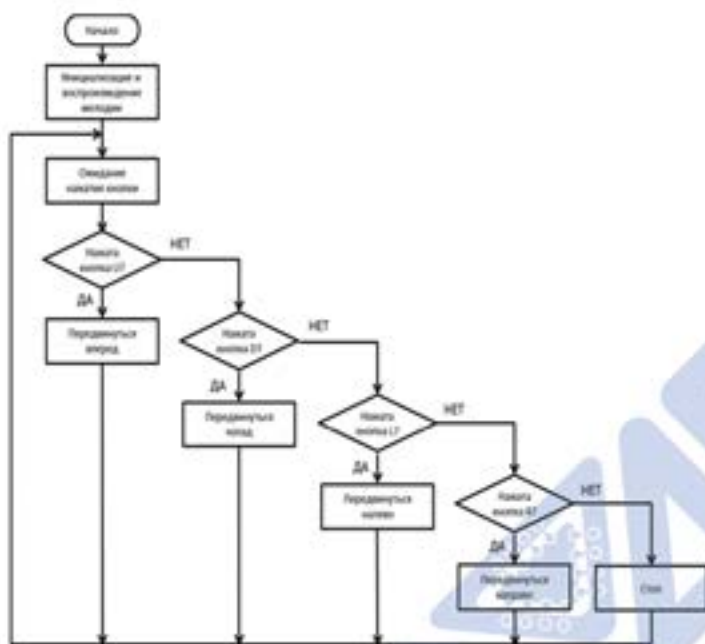 Начало
Инициализация и
воспроизведение
мелодии
Ожидание
нажатия кнопки
Нажата
кнопка U?
НЕТ
ДА
Передвинуться
вперед
Нажата
кнопка D?
НЕТ
ДА
Передвинуться
назад
Нажата
кнопка L?
НЕТ
ДА
Передвинуться
налево
Нажата
кнопка R?
НЕТ
ДА
Передвинуться
направо
Стоп